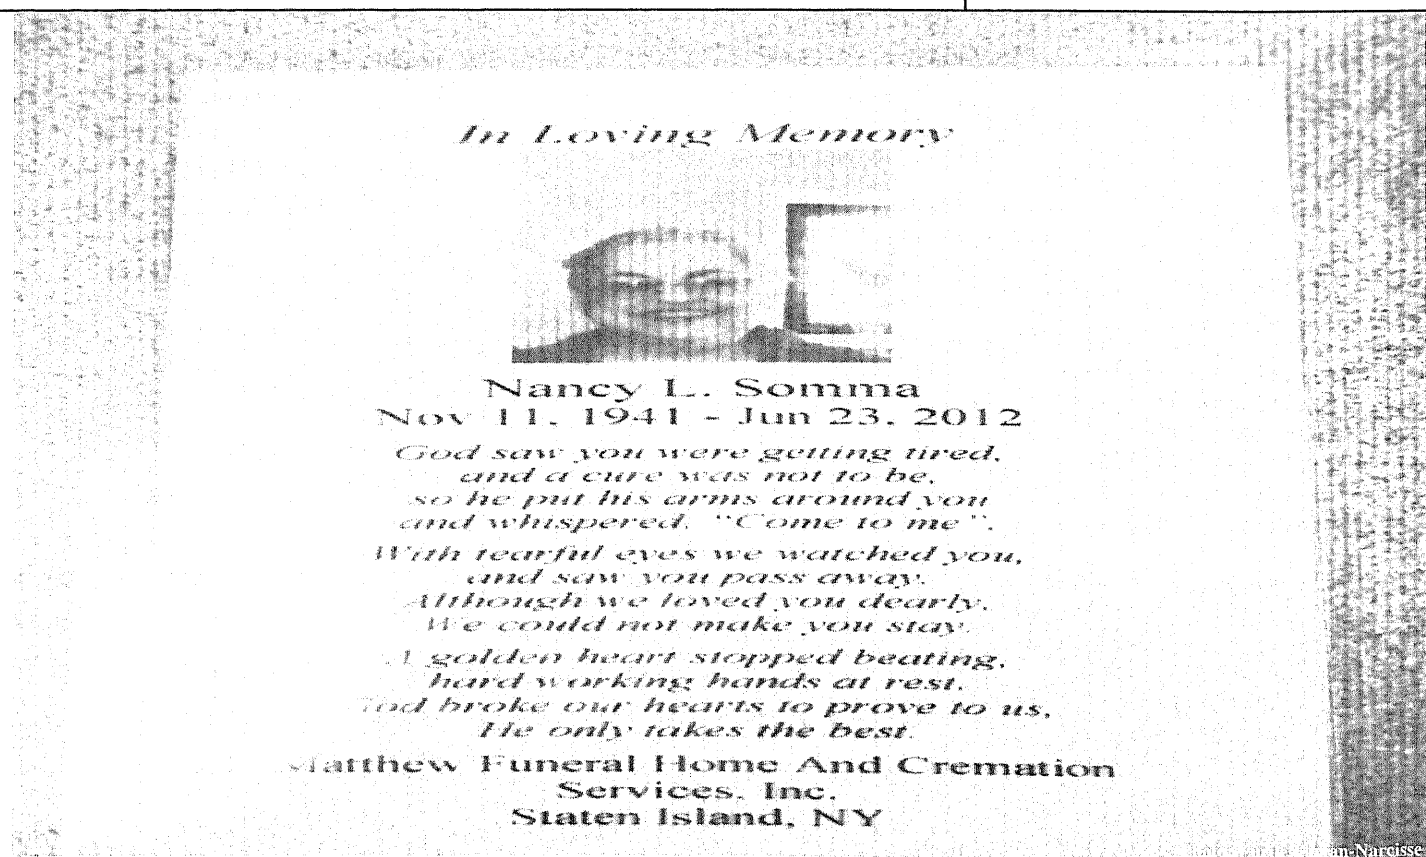 In Loving Memory
Nancy L. Somma
Nov 11, 1941 - Jun 23, 2012
God saw you were getting tired,
and a cure was not to be,
so he put his arms around you
and whispered, "Come to me".
With tearful eyes we watched you,
and saw you pass away.
Although we loved you dearly,
We could not make you stay.
A golden heart stopped beating,
hard working hands at rest.
God broke our hearts to prove to us,
He only takes the best.
Matthew Funeral Home And Cremation
Services, Inc.
Staten Island, NY
Narcisse